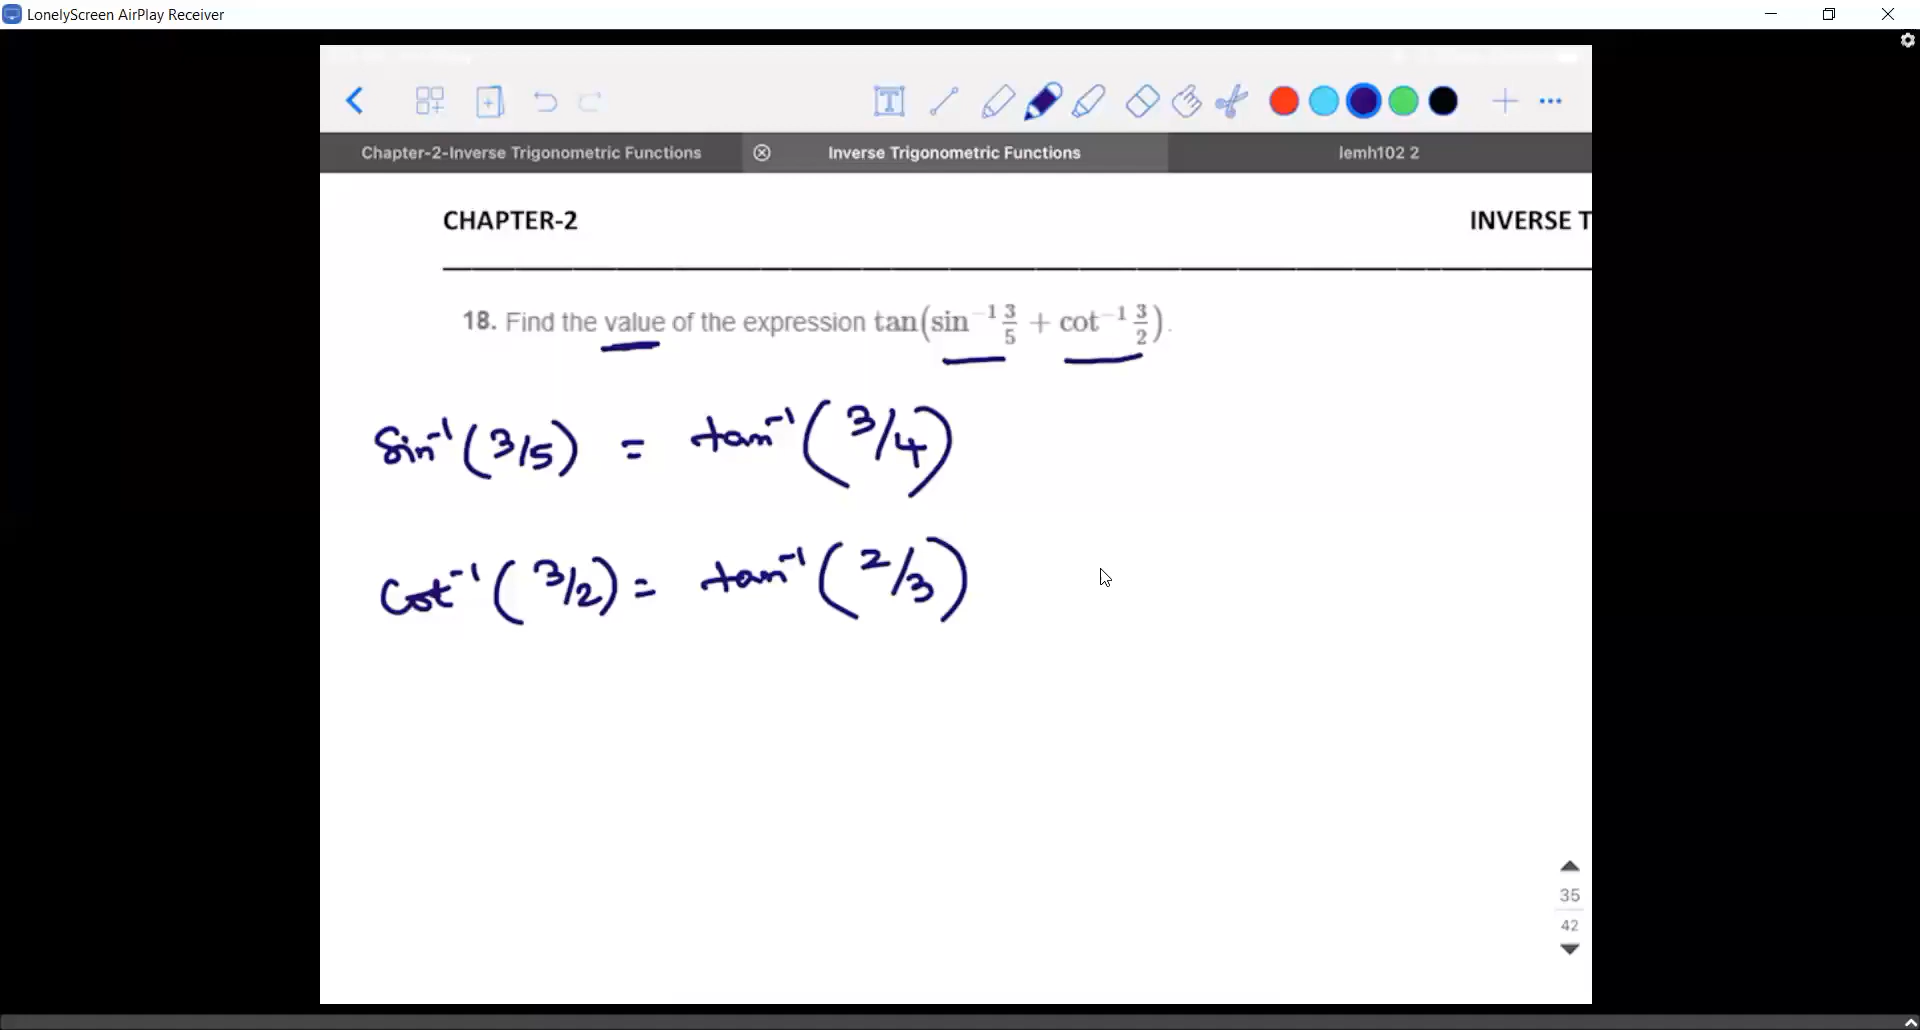 LonelyScreen AirPlay Receiver
Chapter-2-Inverse Trigonometric Functions
Inverse Trigonometric Functions
lemh102 2
CHAPTER-2
INVERSE T
18. Find the value of the expression tan(sin⁻¹ 3/5 + cot⁻¹ 3/2).
Sin⁻¹(3/5) = tan⁻¹(3/4)
Cot⁻¹(3/2) = tan⁻¹(2/3)
35
42